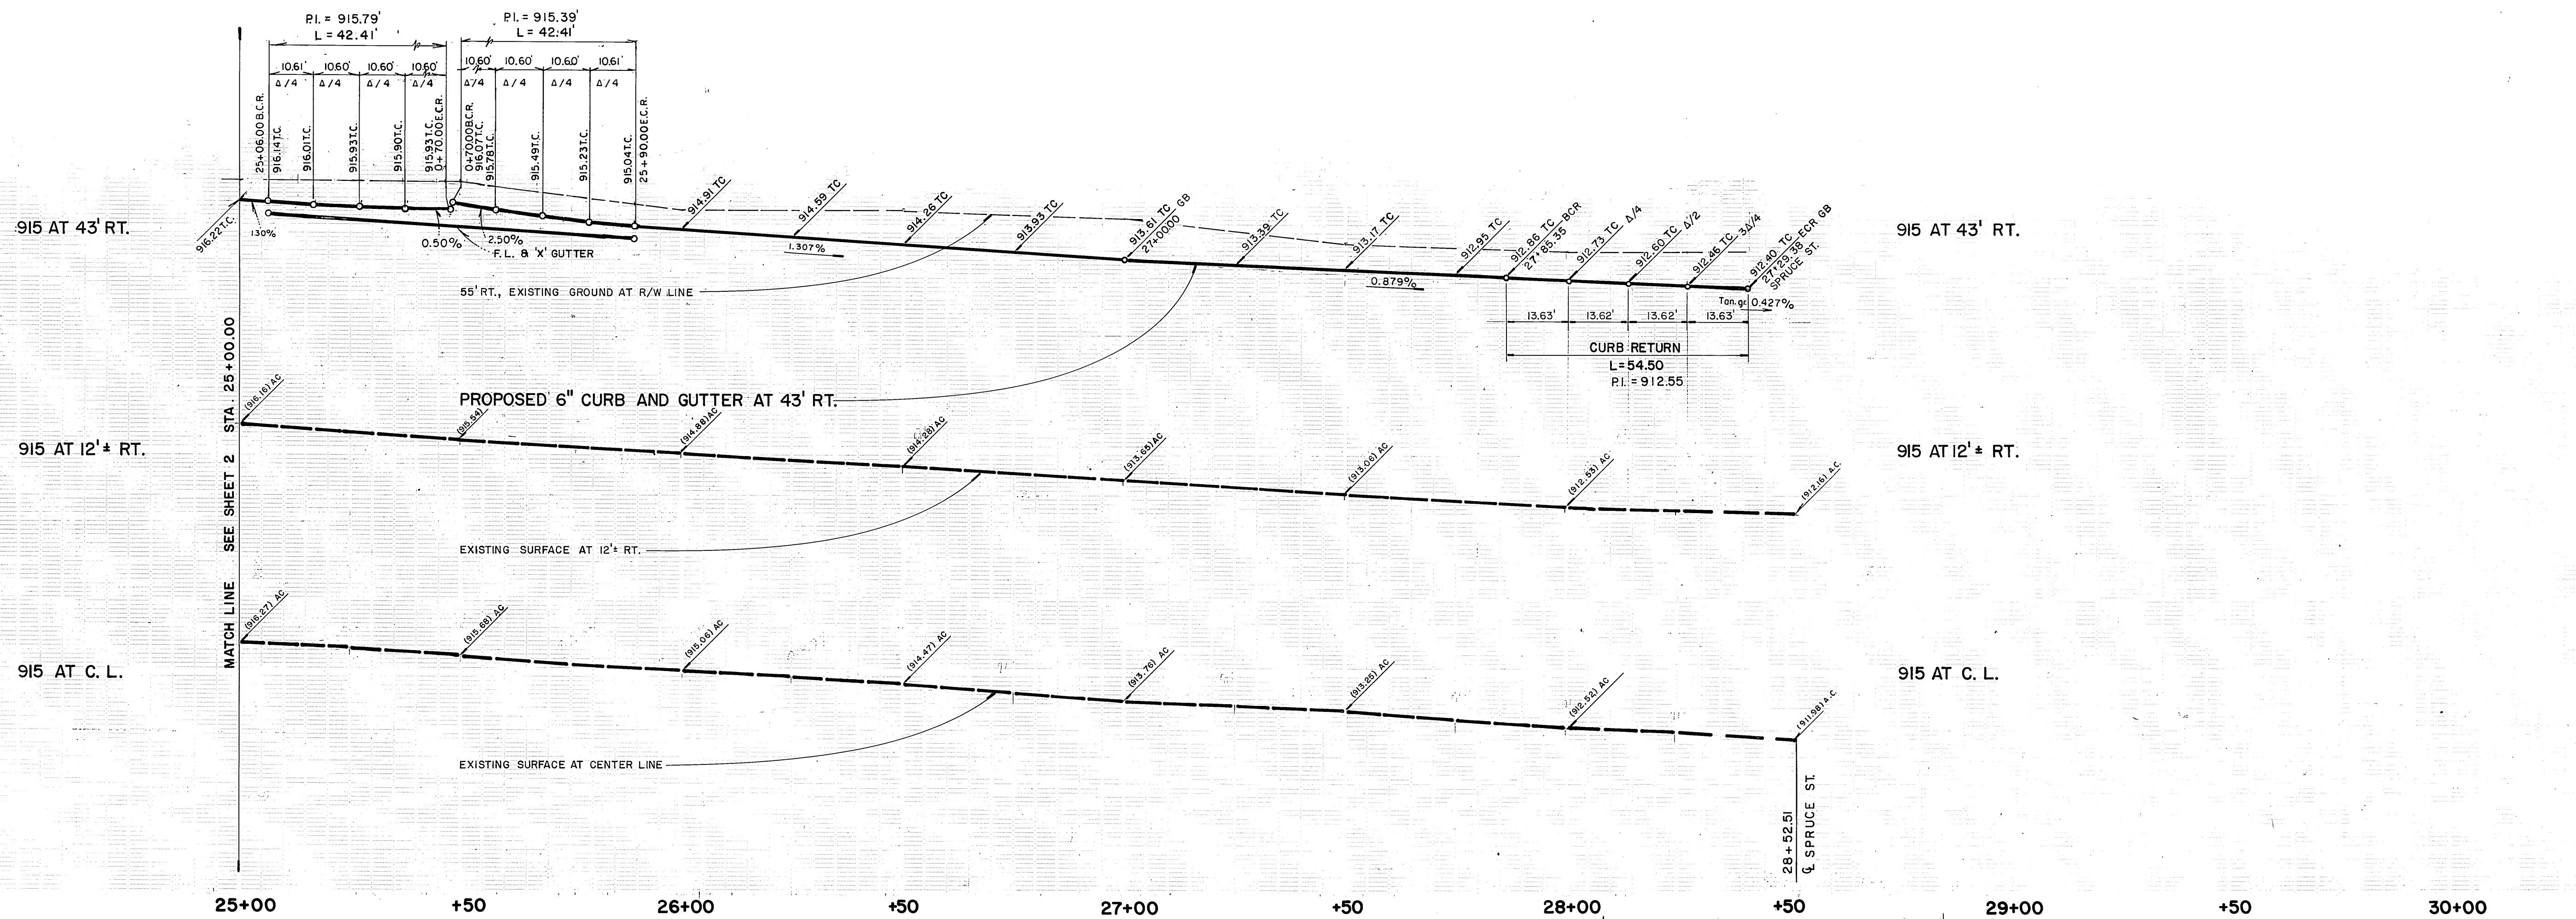 P.I. = 915.79'
L = 42.41'
P.I. = 915.39'
L = 42.41'
10.61' 10.60' 10.60' 10.60' 10.60' 10.60' 10.60' 10.61'
Δ/4 Δ/4 Δ/4 Δ/4 Δ/4 Δ/4 Δ/4 Δ/4
25+06.00 B.C.R.
916.14 T.C.
916.01 T.C.
915.93 T.C.
915.90 T.C.
915.93 T.C.
0+70.00 E.C.R.
0+70.00 B.C.R.
916.07 T.C.
915.78 T.C.
915.49 T.C.
915.23 T.C.
915.04 T.C.
25+90.00 E.C.R.
914.91 TC
914.59 TC
914.26 TC
913.93 TC
913.61 TC GB
27+00.00
913.39 TC
913.17 TC
912.95 TC
912.86 TC BCR
27+85.35
912.73 TC Δ/4
912.60 TC Δ/2
912.46 TC 3Δ/4
912.40 TC
27+29.38 ECR GB
SPRUCE ST.
915 AT 43' RT.
916.22 T.C.
130%
0.50%
2.50%
F.L. & 'X' GUTTER
1.307%
0.879%
Tan.gr. 0.427%
915 AT 43' RT.
55' RT., EXISTING GROUND AT R/W LINE
13.63' 13.62' 13.62' 13.63'
CURB RETURN
L=54.50
P.I. = 912.55
PROPOSED 6" CURB AND GUTTER AT 43' RT.
MATCH LINE SEE SHEET 2 STA. 25+00.00
915 AT 12'± RT.
(916.16) AC
(915.54)
(914.86) AC
(914.28) AC
(913.65) AC
(913.06) AC
(912.53) AC
(912.16) A.C.
915 AT 12'± RT.
EXISTING SURFACE AT 12'± RT.
915 AT C. L.
(916.27) AC
(915.68) AC
(915.06) AC
(914.47) AC
(913.76) AC
(913.25) AC
(912.52) AC
(911.98) A.C.
915 AT C. L.
EXISTING SURFACE AT CENTER LINE
28+52.51
℄ SPRUCE ST.
25+00 +50 26+00 +50 27+00 +50 28+00 +50 29+00 +50 30+00